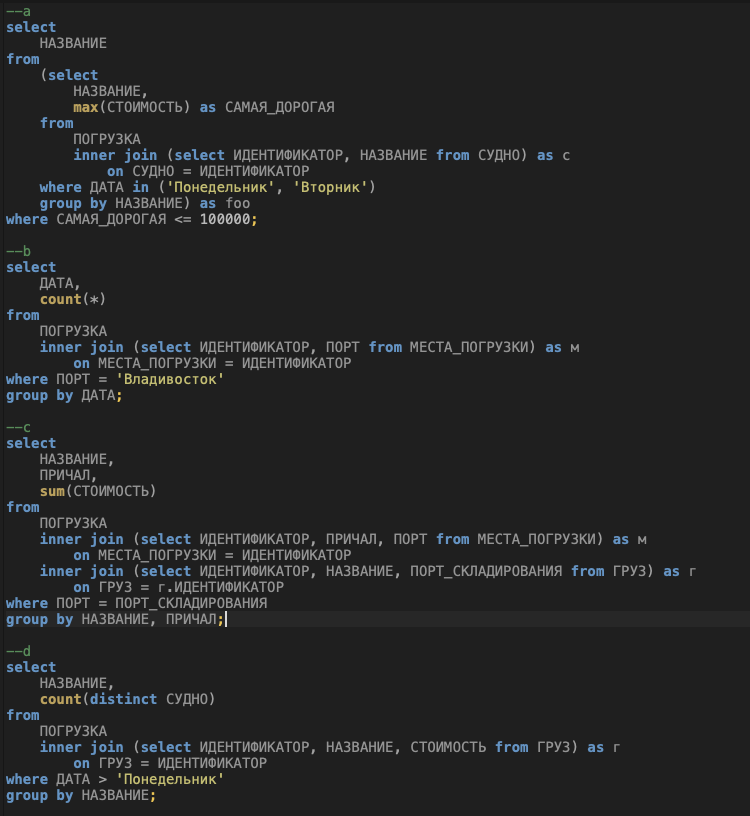 --a
select
    НАЗВАНИЕ
from
    (select
        НАЗВАНИЕ,
        max(СТОИМОСТЬ) as САМАЯ_ДОРОГАЯ
    from
        ПОГРУЗКА
        inner join (select ИДЕНТИФИКАТОР, НАЗВАНИЕ from СУДНО) as с
            on СУДНО = ИДЕНТИФИКАТОР
    where ДАТА in ('Понедельник', 'Вторник')
    group by НАЗВАНИЕ) as foo
where САМАЯ_ДОРОГАЯ <= 100000;

--b
select
    ДАТА,
    count(*)
from
    ПОГРУЗКА
    inner join (select ИДЕНТИФИКАТОР, ПОРТ from МЕСТА_ПОГРУЗКИ) as м
        on МЕСТА_ПОГРУЗКИ = ИДЕНТИФИКАТОР
where ПОРТ = 'Владивосток'
group by ДАТА;

--c
select
    НАЗВАНИЕ,
    ПРИЧАЛ,
    sum(СТОИМОСТЬ)
from
    ПОГРУЗКА
    inner join (select ИДЕНТИФИКАТОР, ПРИЧАЛ, ПОРТ from МЕСТА_ПОГРУЗКИ) as м
        on МЕСТА_ПОГРУЗКИ = ИДЕНТИФИКАТОР
    inner join (select ИДЕНТИФИКАТОР, НАЗВАНИЕ, ПОРТ_СКЛАДИРОВАНИЯ from ГРУЗ) as г
        on ГРУЗ = г.ИДЕНТИФИКАТОР
where ПОРТ = ПОРТ_СКЛАДИРОВАНИЯ
group by НАЗВАНИЕ, ПРИЧАЛ;

--d
select
    НАЗВАНИЕ,
    count(distinct СУДНО)
from
    ПОГРУЗКА
    inner join (select ИДЕНТИФИКАТОР, НАЗВАНИЕ, СТОИМОСТЬ from ГРУЗ) as г
        on ГРУЗ = ИДЕНТИФИКАТОР
where ДАТА > 'Понедельник'
group by НАЗВАНИЕ;